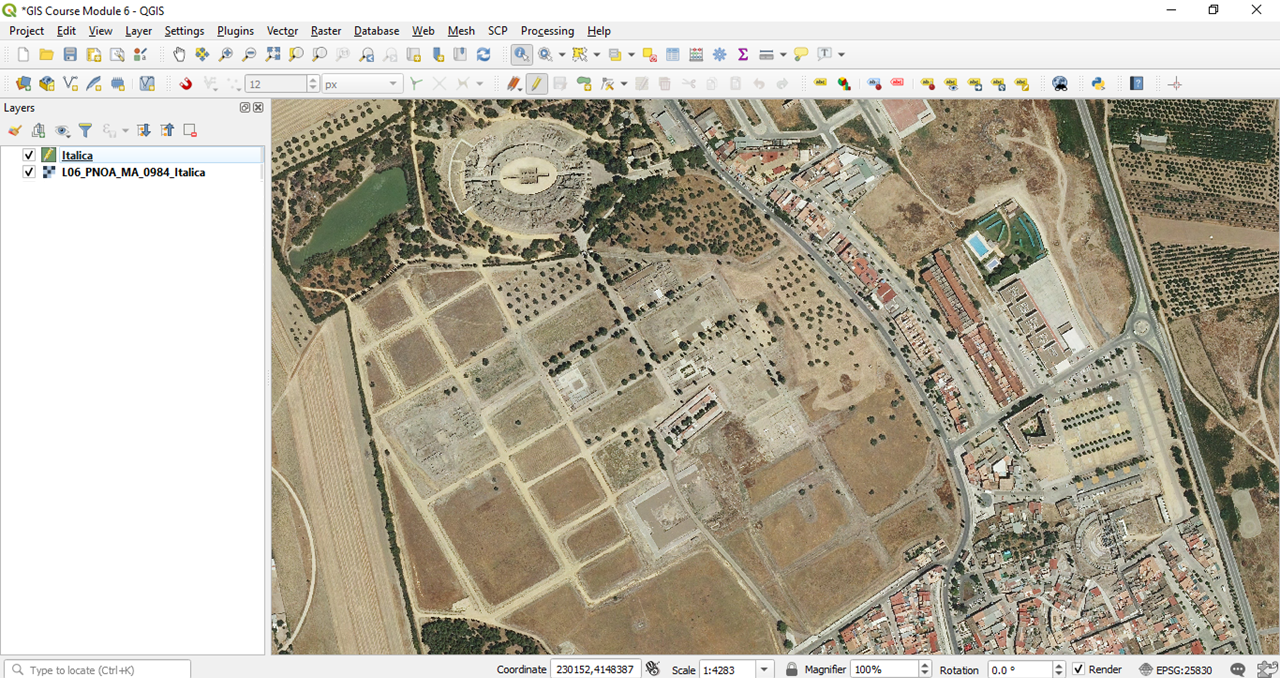 *GIS Course Module 6 - QGIS
Project Edit View Layer Settings Plugins Vector Raster Database Web Mesh SCP Processing Help
12 px
Layers
Italica
L06_PNOA_MA_0984_Italica
Type to locate (Ctrl+K) Coordinate 230152,4148387 Scale 1:4283 Magnifier 100% Rotation 0.0 ° Render EPSG:25830